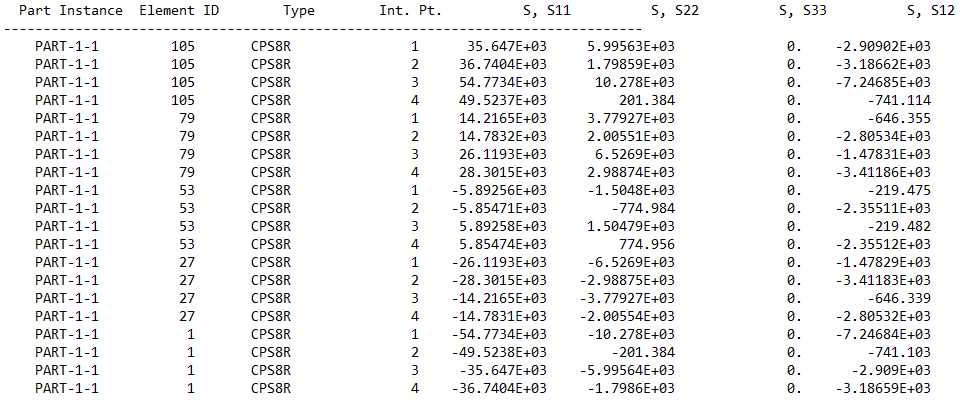 Part Instance  Element ID        Type        Int. Pt.              S, S11          S, S22          S, S33          S, S12
--------------------------------------------------------------------------------
PART-1-1         105       CPS8R               1      35.647E+03     5.99563E+03              0.    -2.90902E+03
PART-1-1         105       CPS8R               2     36.7404E+03     1.79859E+03              0.    -3.18662E+03
PART-1-1         105       CPS8R               3     54.7734E+03      10.278E+03              0.    -7.24685E+03
PART-1-1         105       CPS8R               4     49.5237E+03         201.384              0.        -741.114
PART-1-1          79       CPS8R               1     14.2165E+03     3.77927E+03              0.        -646.355
PART-1-1          79       CPS8R               2     14.7832E+03     2.00551E+03              0.    -2.80534E+03
PART-1-1          79       CPS8R               3     26.1193E+03      6.5269E+03              0.    -1.47831E+03
PART-1-1          79       CPS8R               4     28.3015E+03     2.98874E+03              0.    -3.41186E+03
PART-1-1          53       CPS8R               1    -5.89256E+03     -1.5048E+03              0.        -219.475
PART-1-1          53       CPS8R               2    -5.85471E+03        -774.984              0.    -2.35511E+03
PART-1-1          53       CPS8R               3     5.89258E+03     1.50479E+03              0.        -219.482
PART-1-1          53       CPS8R               4     5.85474E+03         774.956              0.    -2.35512E+03
PART-1-1          27       CPS8R               1    -26.1193E+03     -6.5269E+03              0.    -1.47829E+03
PART-1-1          27       CPS8R               2    -28.3015E+03    -2.98875E+03              0.    -3.41183E+03
PART-1-1          27       CPS8R               3    -14.2165E+03    -3.77927E+03              0.        -646.339
PART-1-1          27       CPS8R               4    -14.7831E+03    -2.00554E+03              0.    -2.80532E+03
PART-1-1           1       CPS8R               1    -54.7734E+03     -10.278E+03              0.    -7.24684E+03
PART-1-1           1       CPS8R               2    -49.5238E+03        -201.384              0.        -741.103
PART-1-1           1       CPS8R               3     -35.647E+03    -5.99564E+03              0.      -2.909E+03
PART-1-1           1       CPS8R               4    -36.7404E+03     -1.7986E+03              0.    -3.18659E+03